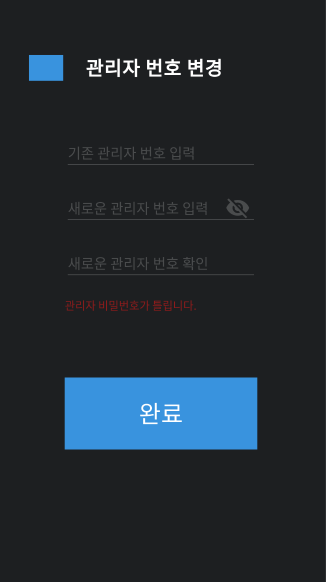 관리자 번호 변경
기존 관리자 번호 입력
새로운 관리자 번호 입력
새로운 관리자 번호 확인
관리자 비밀번호가 틀립니다.
완료